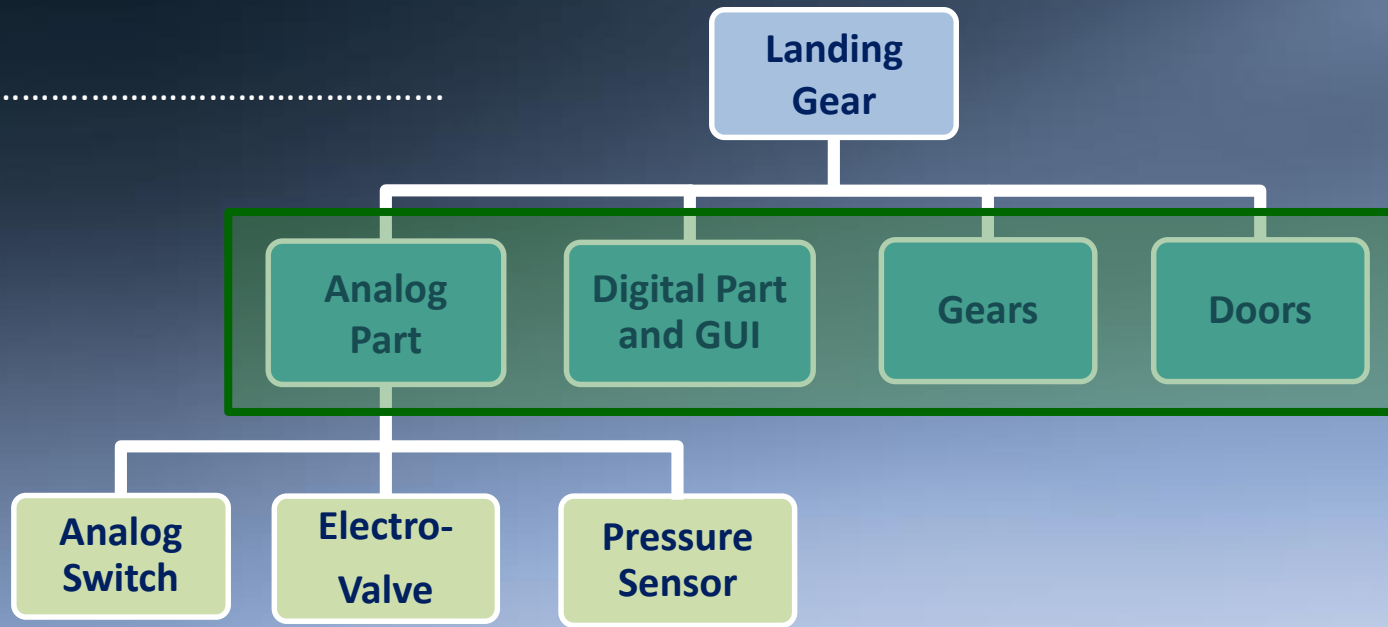 Landing
Gear
Analog
Part
Digital Part
and GUI
Gears
Doors
Analog
Switch
Electro-
Valve
Pressure
Sensor